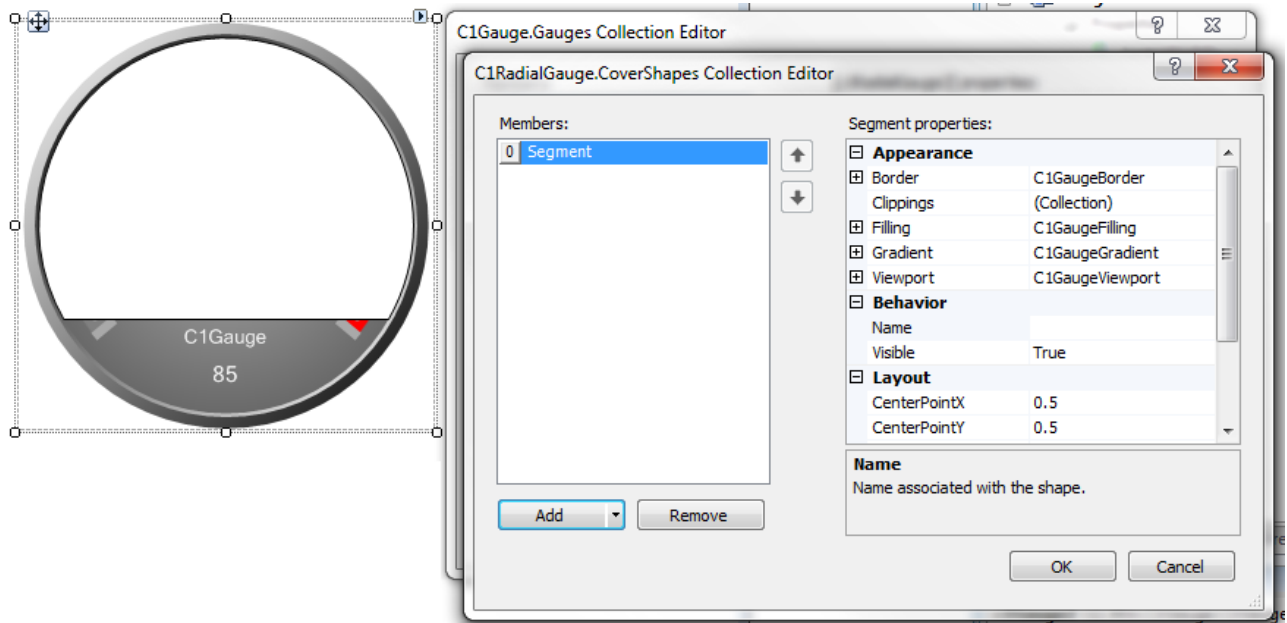 C1Gauge
85
C1Gauge.Gauges Collection Editor
C1RadialGauge.CoverShapes Collection Editor
Members:
0 Segment
Add
Remove
Segment properties:
Appearance
Border C1GaugeBorder
Clippings (Collection)
Filling C1GaugeFilling
Gradient C1GaugeGradient
Viewport C1GaugeViewport
Behavior
Name
Visible True
Layout
CenterPointX 0.5
CenterPointY 0.5
Name
Name associated with the shape.
OK
Cancel